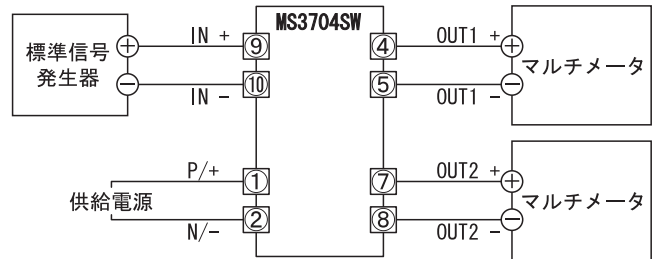 MS3704SW
標準信号
発生器
+
−
IN +
IN −
⑨
⑩
④
⑤
OUT1 +
OUT1 −
+
−
マルチメータ
供給電源
P/+
N/−
①
②
⑦
⑧
OUT2 +
OUT2 −
+
−
マルチメータ